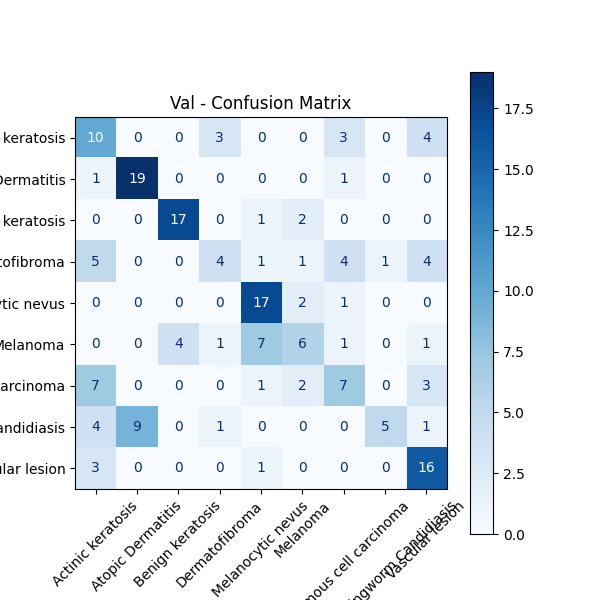 Val - Confusion Matrix
keratosis 10 0 0 3 0 0 3 0 4
Dermatitis 1 19 0 0 0 0 1 0 0
keratosis 0 0 17 0 1 2 0 0 0
tofibroma 5 0 0 4 1 1 4 1 4
ytic nevus 0 0 0 0 17 2 1 0 0
Melanoma 0 0 4 1 7 6 1 0 1
arcinoma 7 0 0 0 1 2 7 0 3
andidiasis 4 9 0 1 0 0 0 5 1
ular lesion 3 0 0 0 1 0 0 0 16
Actinic keratosis
Atopic Dermatitis
Benign keratosis
Dermatofibroma
Melanocytic nevus
Melanoma
mous cell carcinoma
ngworm Candidiasis
Vascular lesion
17.5
15.0
12.5
10.0
7.5
5.0
2.5
0.0